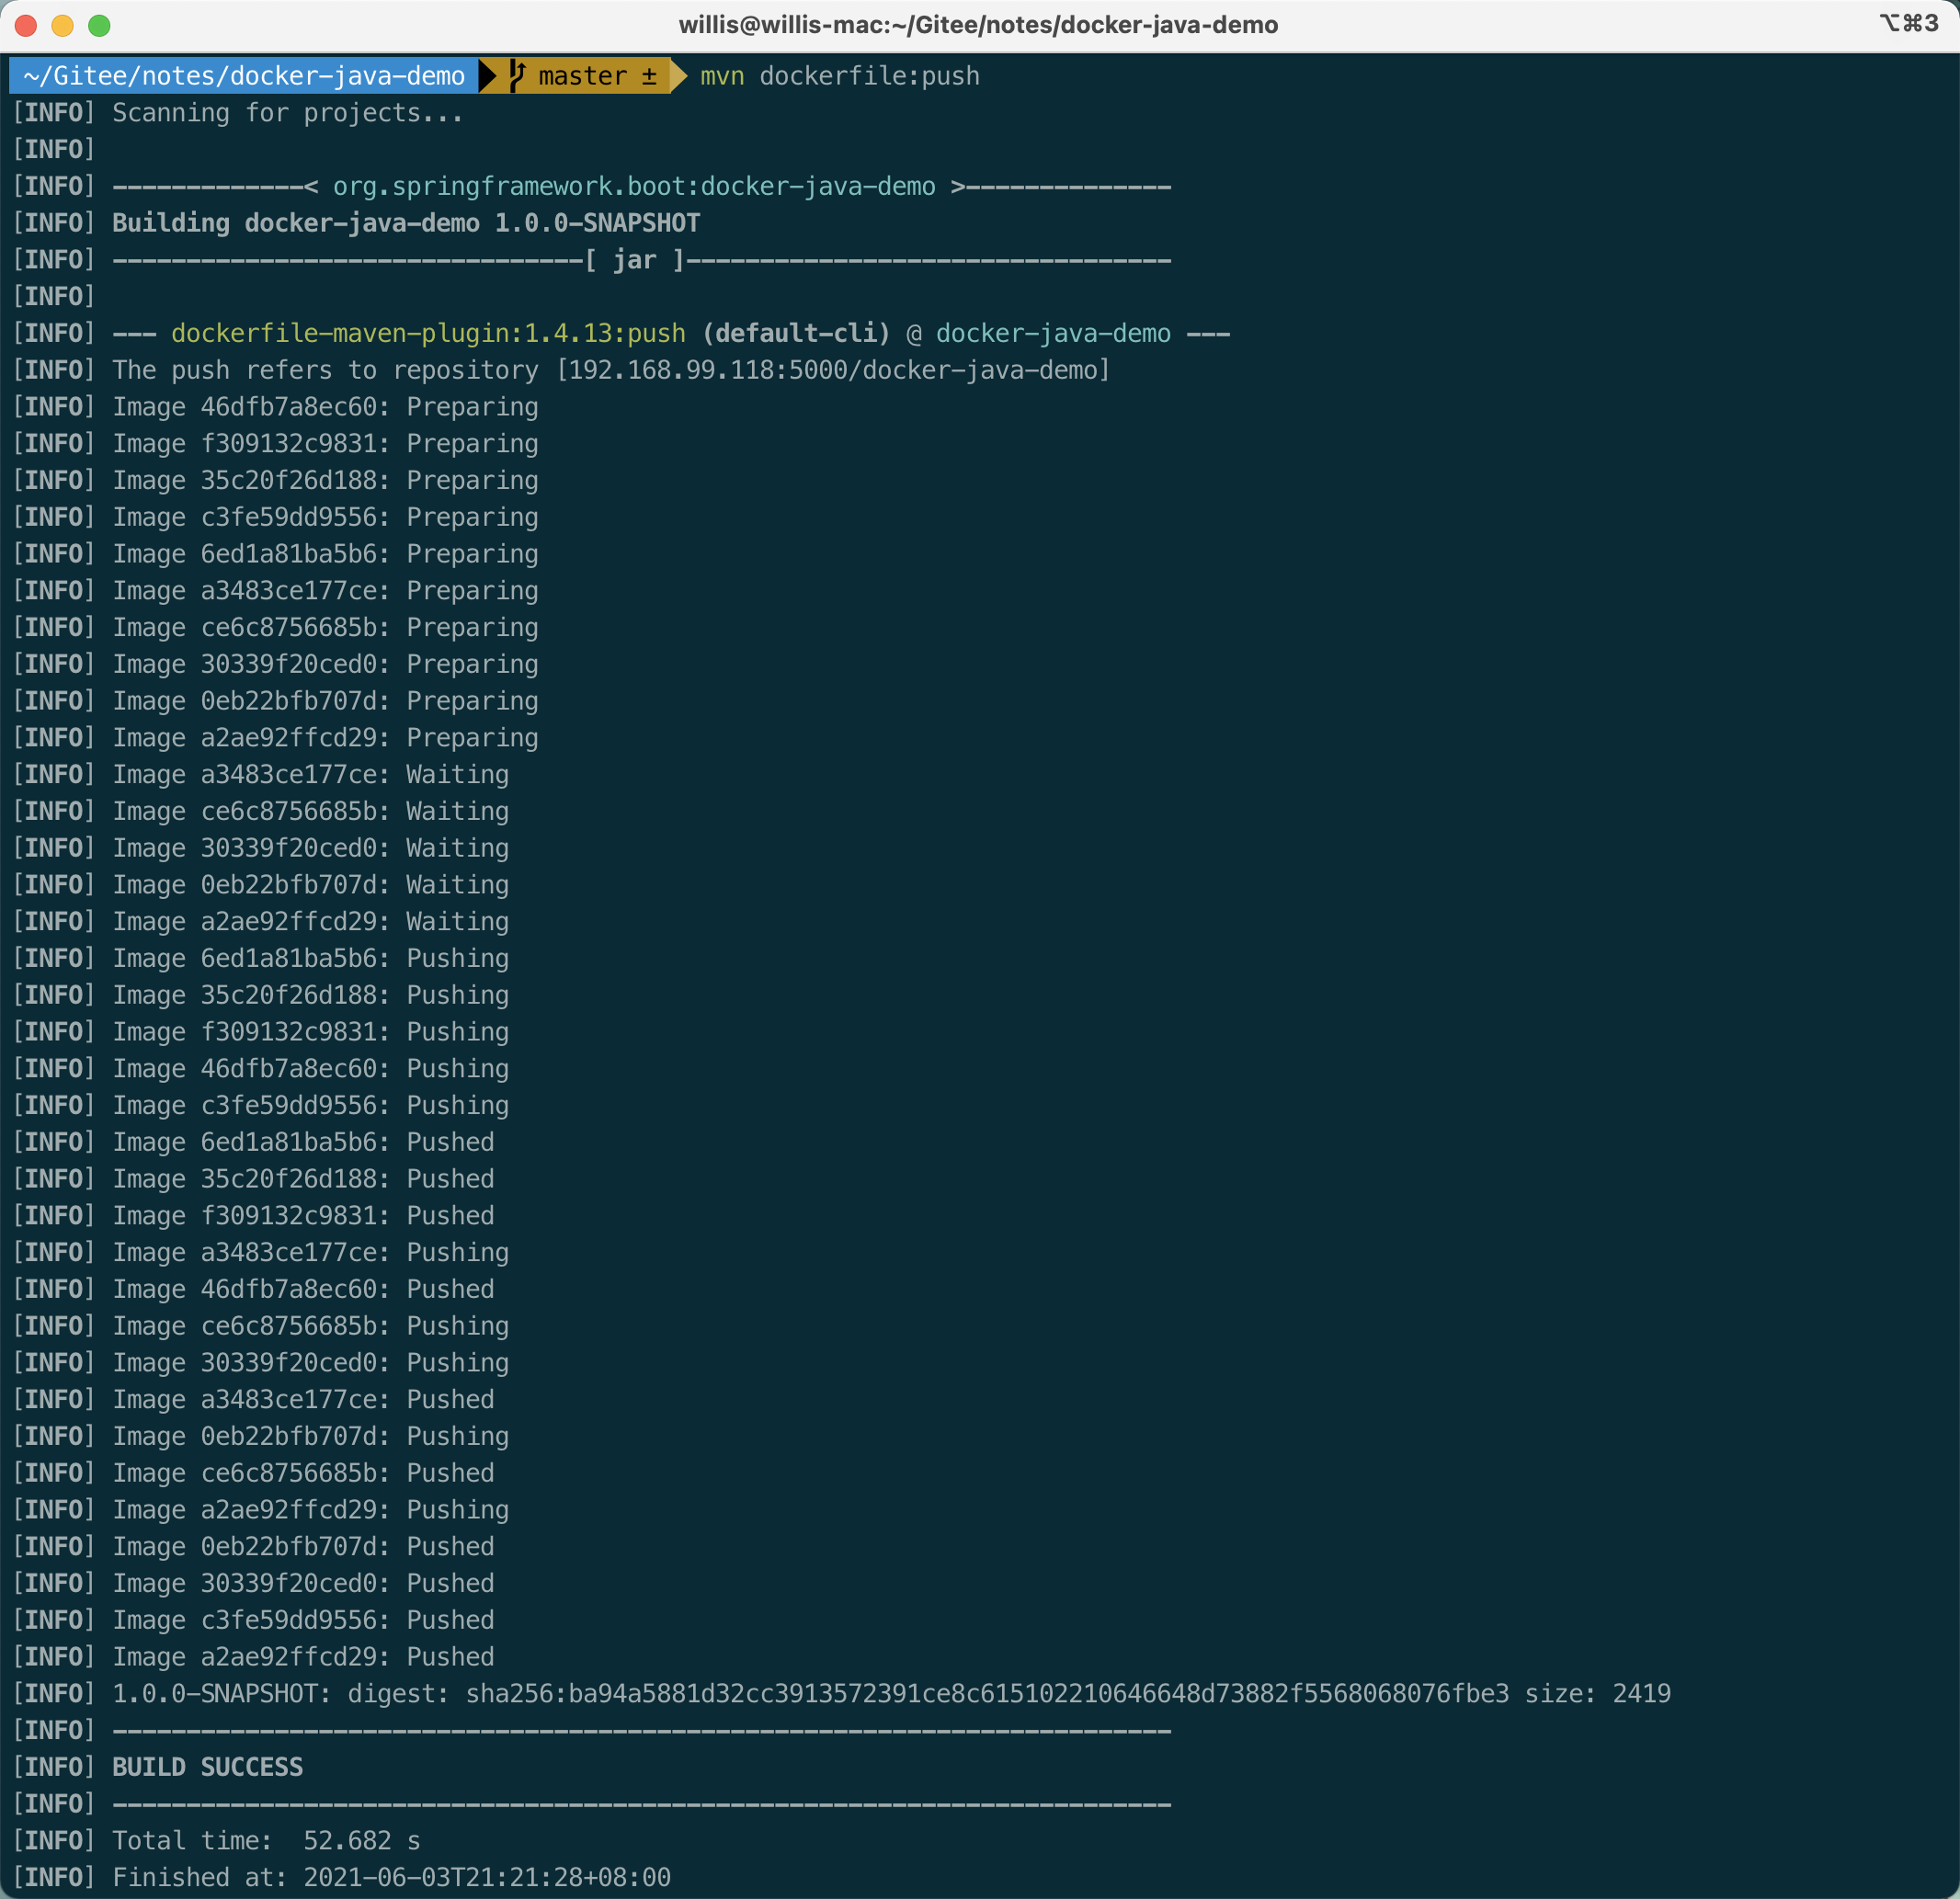 willis@willis-mac:~/Gitee/notes/docker-java-demo ⌥⌘3
~/Gitee/notes/docker-java-demo master ± mvn dockerfile:push
[INFO] Scanning for projects...
[INFO]
[INFO] -------------< org.springframework.boot:docker-java-demo >--------------
[INFO] Building docker-java-demo 1.0.0-SNAPSHOT
[INFO] --------------------------------[ jar ]---------------------------------
[INFO]
[INFO] --- dockerfile-maven-plugin:1.4.13:push (default-cli) @ docker-java-demo ---
[INFO] The push refers to repository [192.168.99.118:5000/docker-java-demo]
[INFO] Image 46dfb7a8ec60: Preparing
[INFO] Image f309132c9831: Preparing
[INFO] Image 35c20f26d188: Preparing
[INFO] Image c3fe59dd9556: Preparing
[INFO] Image 6ed1a81ba5b6: Preparing
[INFO] Image a3483ce177ce: Preparing
[INFO] Image ce6c8756685b: Preparing
[INFO] Image 30339f20ced0: Preparing
[INFO] Image 0eb22bfb707d: Preparing
[INFO] Image a2ae92ffcd29: Preparing
[INFO] Image a3483ce177ce: Waiting
[INFO] Image ce6c8756685b: Waiting
[INFO] Image 30339f20ced0: Waiting
[INFO] Image 0eb22bfb707d: Waiting
[INFO] Image a2ae92ffcd29: Waiting
[INFO] Image 6ed1a81ba5b6: Pushing
[INFO] Image 35c20f26d188: Pushing
[INFO] Image f309132c9831: Pushing
[INFO] Image 46dfb7a8ec60: Pushing
[INFO] Image c3fe59dd9556: Pushing
[INFO] Image 6ed1a81ba5b6: Pushed
[INFO] Image 35c20f26d188: Pushed
[INFO] Image f309132c9831: Pushed
[INFO] Image a3483ce177ce: Pushing
[INFO] Image 46dfb7a8ec60: Pushed
[INFO] Image ce6c8756685b: Pushing
[INFO] Image 30339f20ced0: Pushing
[INFO] Image a3483ce177ce: Pushed
[INFO] Image 0eb22bfb707d: Pushing
[INFO] Image ce6c8756685b: Pushed
[INFO] Image a2ae92ffcd29: Pushing
[INFO] Image 0eb22bfb707d: Pushed
[INFO] Image 30339f20ced0: Pushed
[INFO] Image c3fe59dd9556: Pushed
[INFO] Image a2ae92ffcd29: Pushed
[INFO] 1.0.0-SNAPSHOT: digest: sha256:ba94a5881d32cc3913572391ce8c615102210646648d73882f5568068076fbe3 size: 2419
[INFO] ------------------------------------------------------------------------
[INFO] BUILD SUCCESS
[INFO] ------------------------------------------------------------------------
[INFO] Total time:  52.682 s
[INFO] Finished at: 2021-06-03T21:21:28+08:00